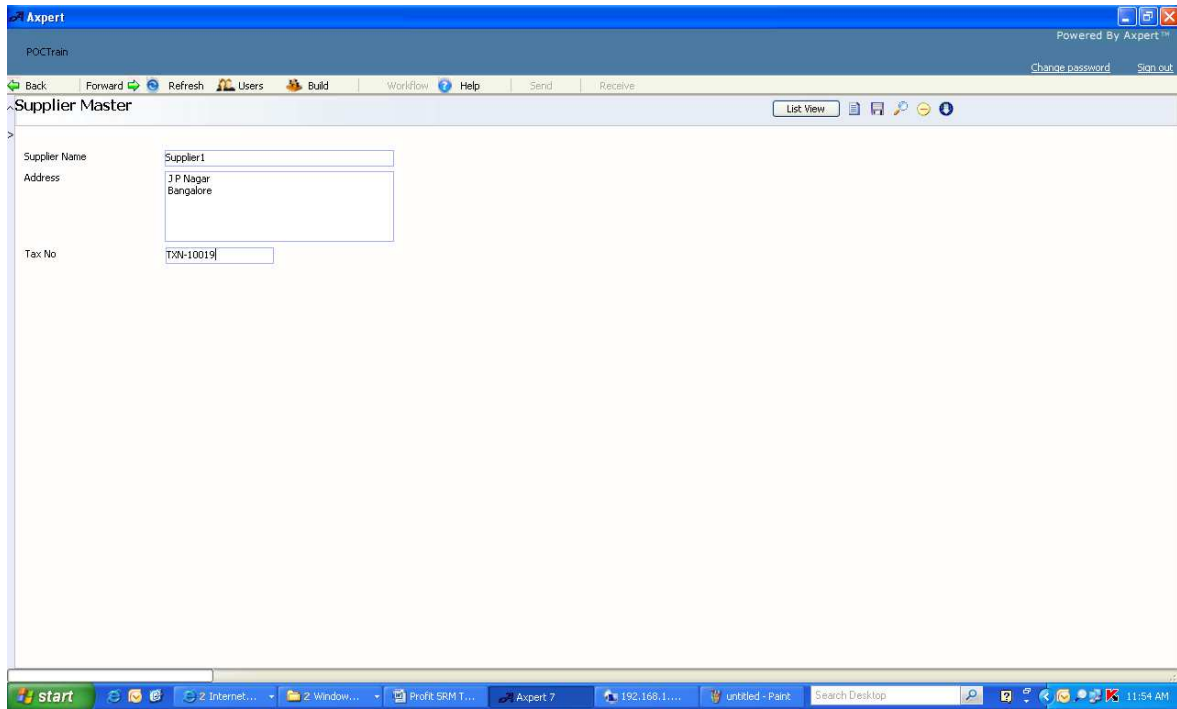 Axpert
Powered By Axpert™
POCTrain
Change password Sign out
Back Forward Refresh Users Build Workflow Help Send Receive
Supplier Master
List View
Supplier Name Supplier1
Address J P Nagar
Bangalore
Tax No TXN-10019
start 2 Internet... 2 Window... Profit SRM T... Axpert 7 192.168.1.... untitled - Paint Search Desktop 11:54 AM